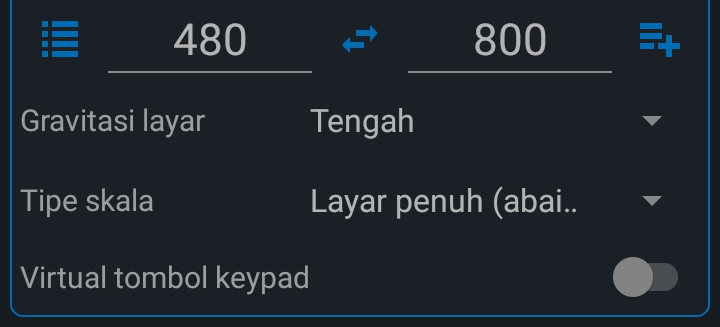 480 800
Gravitasi layar Tengah
Tipe skala Layar penuh (abai..
Virtual tombol keypad